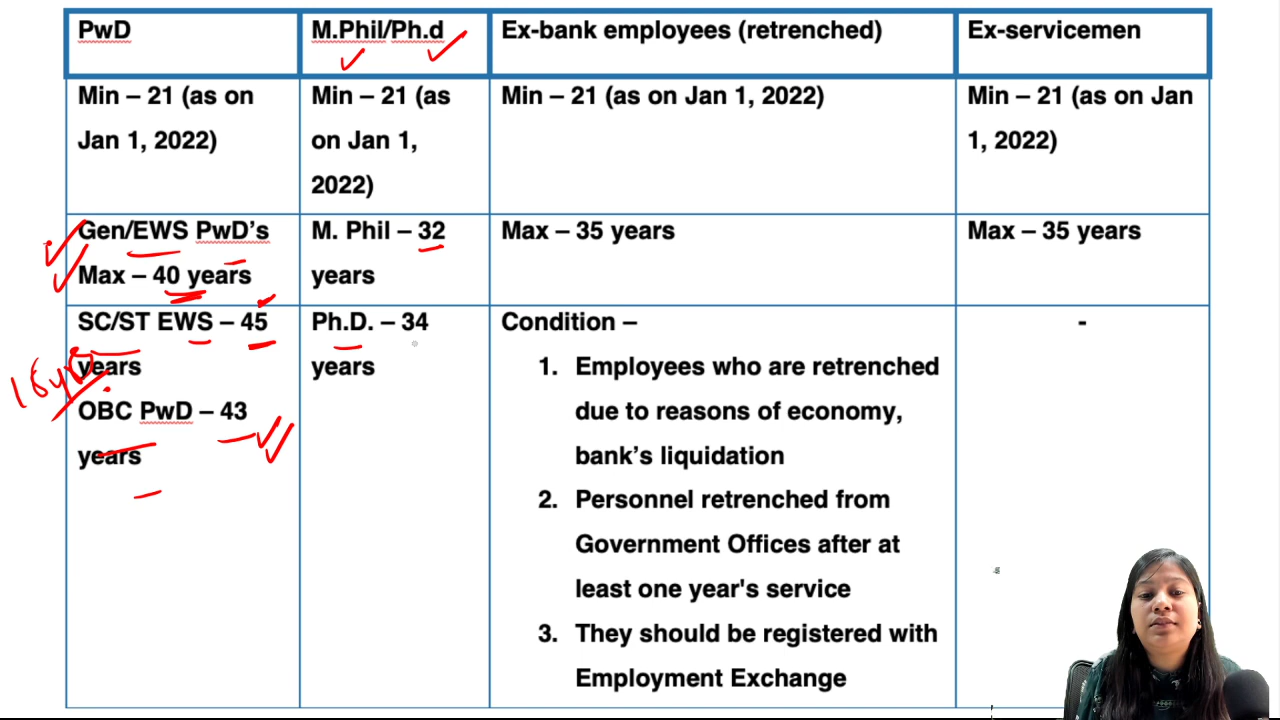 PwD
M.Phil/Ph.d
Ex-bank employees (retrenched)
Ex-servicemen
Min – 21 (as on
Jan 1, 2022)
Min – 21 (as
on Jan 1,
2022)
Min – 21 (as on Jan 1, 2022)
Min – 21 (as on Jan
1, 2022)
Gen/EWS PwD's
Max – 40 years
M. Phil – 32
years
Max – 35 years
Max – 35 years
SC/ST EWS – 45
years
OBC PwD – 43
years
Ph.D. – 34
years
Condition –
1. Employees who are retrenched
due to reasons of economy,
bank's liquidation
2. Personnel retrenched from
Government Offices after at
least one year's service
3. They should be registered with
Employment Exchange
-